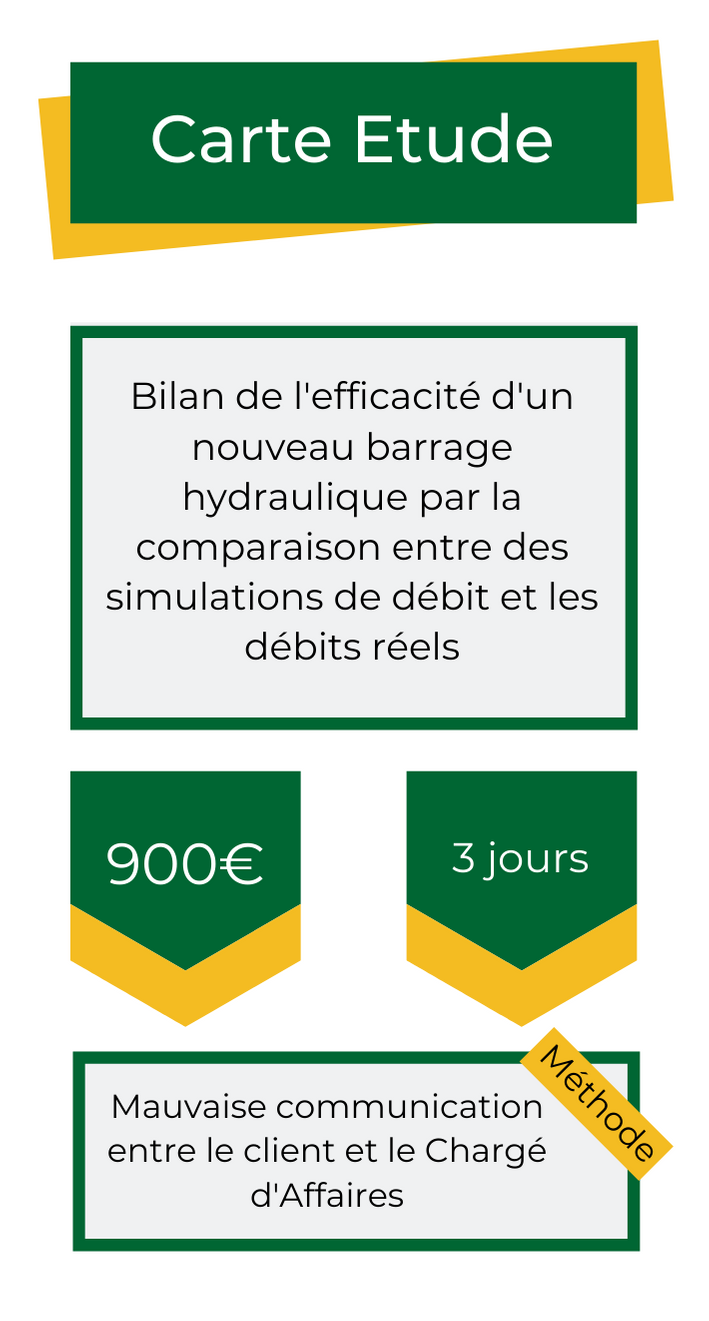 Carte Etude
Bilan de l'efficacité d'un
nouveau barrage
hydraulique par la
comparaison entre des
simulations de débit et les
débits réels
900€
3 jours
Méthode
Mauvaise communication
entre le client et le Chargé
d'Affaires